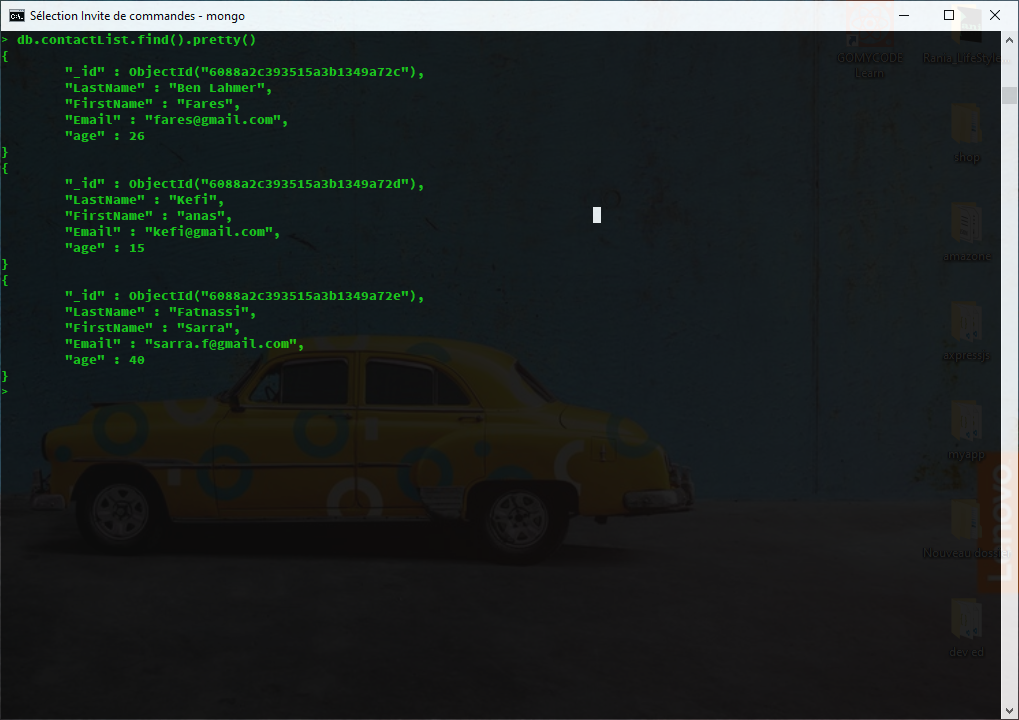 Sélection Invite de commandes - mongo
> db.contactList.find().pretty()
{
"_id" : ObjectId("6088a2c393515a3b1349a72c"),
"LastName" : "Ben Lahmer",
"FirstName" : "Fares",
"Email" : "fares@gmail.com",
"age" : 26
}
{
"_id" : ObjectId("6088a2c393515a3b1349a72d"),
"LastName" : "Kefi",
"FirstName" : "anas",
"Email" : "kefi@gmail.com",
"age" : 15
}
{
"_id" : ObjectId("6088a2c393515a3b1349a72e"),
"LastName" : "Fatnassi",
"FirstName" : "Sarra",
"Email" : "sarra.f@gmail.com",
"age" : 40
}
>
GOMYCODE
Learn
Rania_LifeStyle
shop
amazone
expressjs
myapp
Nouveau dossier
dev ed
Lenovo